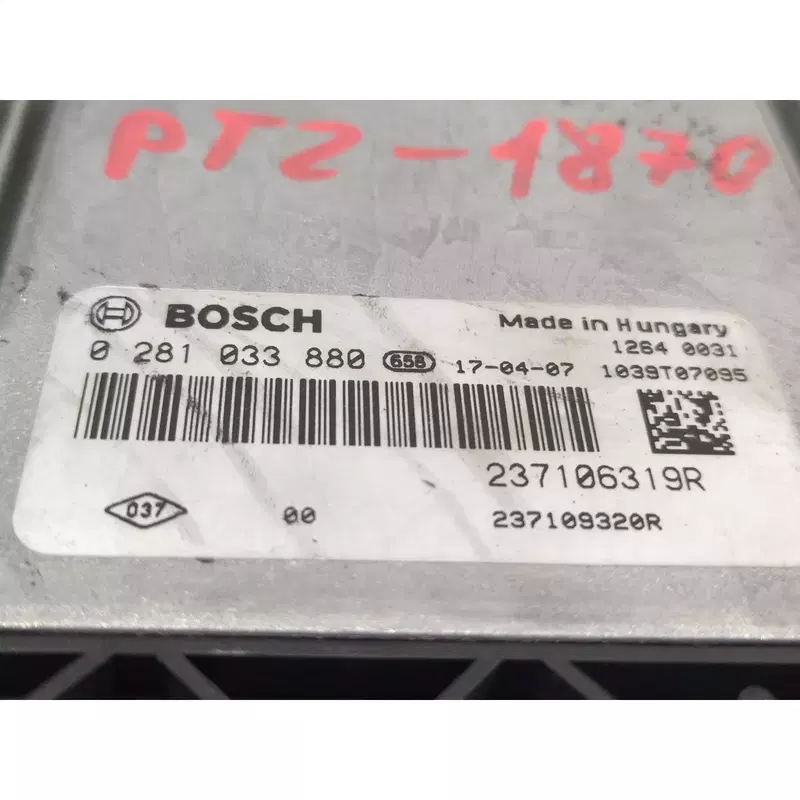 PTZ-1870
BOSCH
Made in Hungary
0 281 033 880 658 17-04-07
1264 0031
1039T07095
237106319R
037 00 237109320R